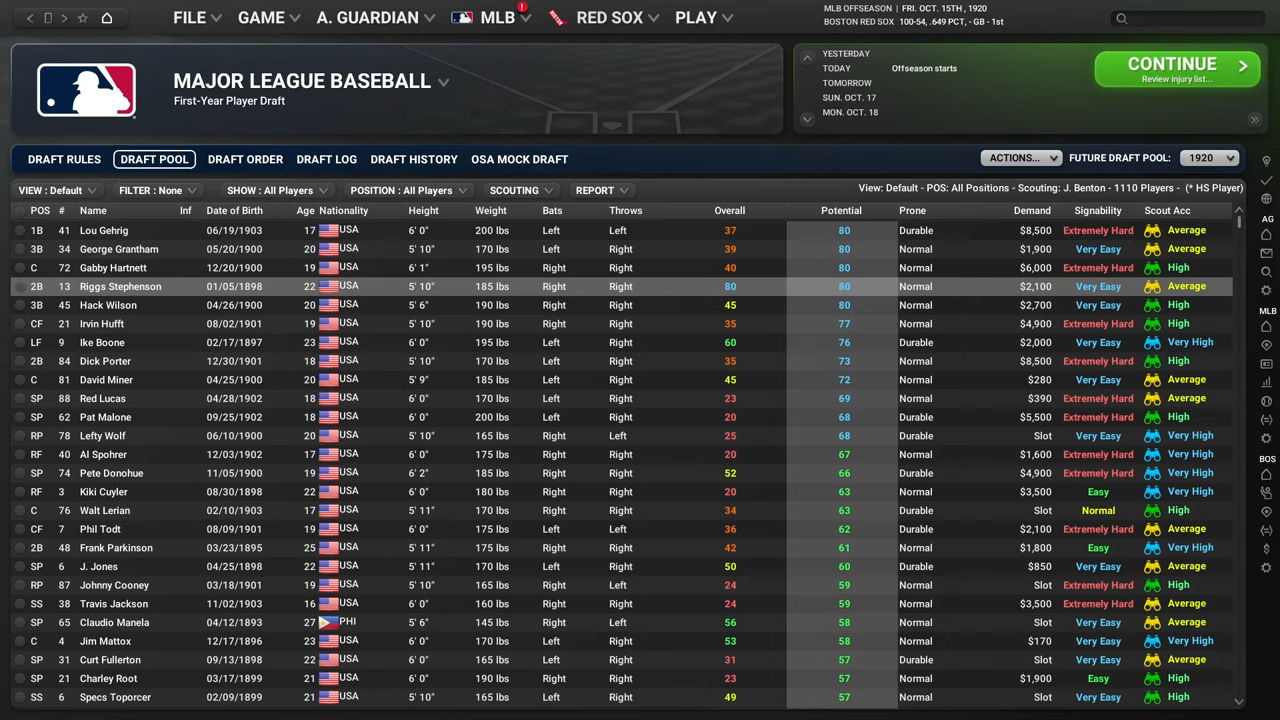 FILE GAME A. GUARDIAN MLB ! RED SOX PLAY
MLB OFFSEASON | FRI. OCT. 15TH, 1920
BOSTON RED SOX 100-54, .649 PCT, - GB - 1st
MAJOR LEAGUE BASEBALL
First-Year Player Draft
YESTERDAY
TODAY Offseason starts
TOMORROW
SUN. OCT. 17
MON. OCT. 18
CONTINUE
Review injury list...
DRAFT RULES DRAFT POOL DRAFT ORDER DRAFT LOG DRAFT HISTORY OSA MOCK DRAFT ACTIONS... FUTURE DRAFT POOL: 1920
VIEW : Default FILTER : None SHOW : All Players POSITION : All Players SCOUTING REPORT View: Default - POS: All Positions - Scouting: J. Benton - 1110 Players - (* HS Player)
POS # Name Inf Date of Birth Age Nationality Height Weight Bats Throws Overall Potential Prone Demand Signability Scout Acc
1B 41 Lou Gehrig 06/19/1903 17 USA 6' 0" 200 lbs Left Left 37 80 Durable $8,500 Extremely Hard Average
3B 34 George Grantham 05/20/1900 20 USA 5' 10" 170 lbs Left Right 39 80 Normal $1,900 Very Easy Average
C 72 Gabby Hartnett 12/20/1900 19 USA 6' 1" 195 lbs Right Right 40 80 Normal $6,000 Extremely Hard High
2B 13 Riggs Stephenson 01/05/1898 22 USA 5' 10" 185 lbs Right Right 80 80 Normal $2,100 Very Easy Average
3B 45 Hack Wilson 04/26/1900 20 USA 5' 6" 190 lbs Right Right 45 80 Normal $2,700 Very Easy High
CF 21 Irvin Hufft 08/02/1901 19 USA 5' 10" 190 lbs Left Right 35 77 Normal $4,900 Extremely Hard High
LF 9 Ike Boone 02/17/1897 23 USA 6' 0" 195 lbs Left Right 60 76 Normal $2,000 Very Easy Very High
2B 84 Dick Porter 12/30/1901 18 USA 5' 10" 170 lbs Left Right 35 73 Normal $8,500 Extremely Hard High
C 81 David Miner 04/25/1900 20 USA 5' 9" 185 lbs Left Right 45 72 Normal $280 Very Easy Average
SP 88 Red Lucas 04/28/1902 18 USA 6' 0" 170 lbs Left Right 23 69 Normal $390 Extremely Hard Average
SP 62 Pat Malone 09/25/1902 18 USA 6' 0" 200 lbs Left Right 20 68 Durable $5,500 Extremely Hard High
RP 78 Lefty Wolf 06/10/1900 20 USA 5' 10" 165 lbs Right Left 25 68 Durable Slot Very Easy Very High
RF 40 Al Spohrer 12/03/1902 17 USA 6' 0" 175 lbs Right Right 20 67 Normal $1,600 Extremely Hard Very High
SP 74 Pete Donohue 11/05/1900 19 USA 6' 2" 185 lbs Right Right 52 66 Durable $4,900 Extremely Hard Average
RF 3 Kiki Cuyler 08/30/1898 22 USA 6' 0" 180 lbs Right Right 20 63 Normal $3,500 Easy Very High
C 76 Walt Lerian 02/10/1903 17 USA 5' 11" 170 lbs Right Right 34 63 Normal Slot Normal High
CF 7 Phil Todt 08/09/1901 19 USA 6' 0" 175 lbs Left Left 36 62 Normal $2,100 Extremely Hard Average
2B 48 Frank Parkinson 03/23/1895 25 USA 5' 11" 175 lbs Right Right 42 61 Normal $1,800 Easy Very High
SP 6 J. Jones 04/25/1898 22 USA 5' 11" 170 lbs Right Left 50 60 Normal $850 Very Easy Average
RP 87 Johnny Cooney 03/18/1901 19 USA 5' 10" 165 lbs Right Left 24 59 Normal Slot Extremely Hard High
SS 38 Travis Jackson 11/02/1903 16 USA 6' 0" 160 lbs Right Right 24 59 Normal $3,500 Extremely Hard Average
SP 65 Claudio Manela 04/12/1893 27 PHI 5' 6" 145 lbs Left Left 56 58 Normal Slot Very Easy Average
C 4 Jim Mattox 12/17/1896 23 USA 6' 0" 170 lbs Left Right 53 58 Normal $170 Very Easy Very High
SP 31 Curt Fullerton 09/13/1898 22 USA 6' 0" 165 lbs Left Right 31 57 Durable Slot Very Easy Average
SP 21 Charley Root 03/17/1899 21 USA 6' 0" 190 lbs Right Right 23 57 Normal $1,900 Easy High
SS 4 Specs Toporcer 02/09/1899 21 USA 5' 10" 165 lbs Left Right 49 57 Normal Slot Very Easy High
AG
MLB
BOS